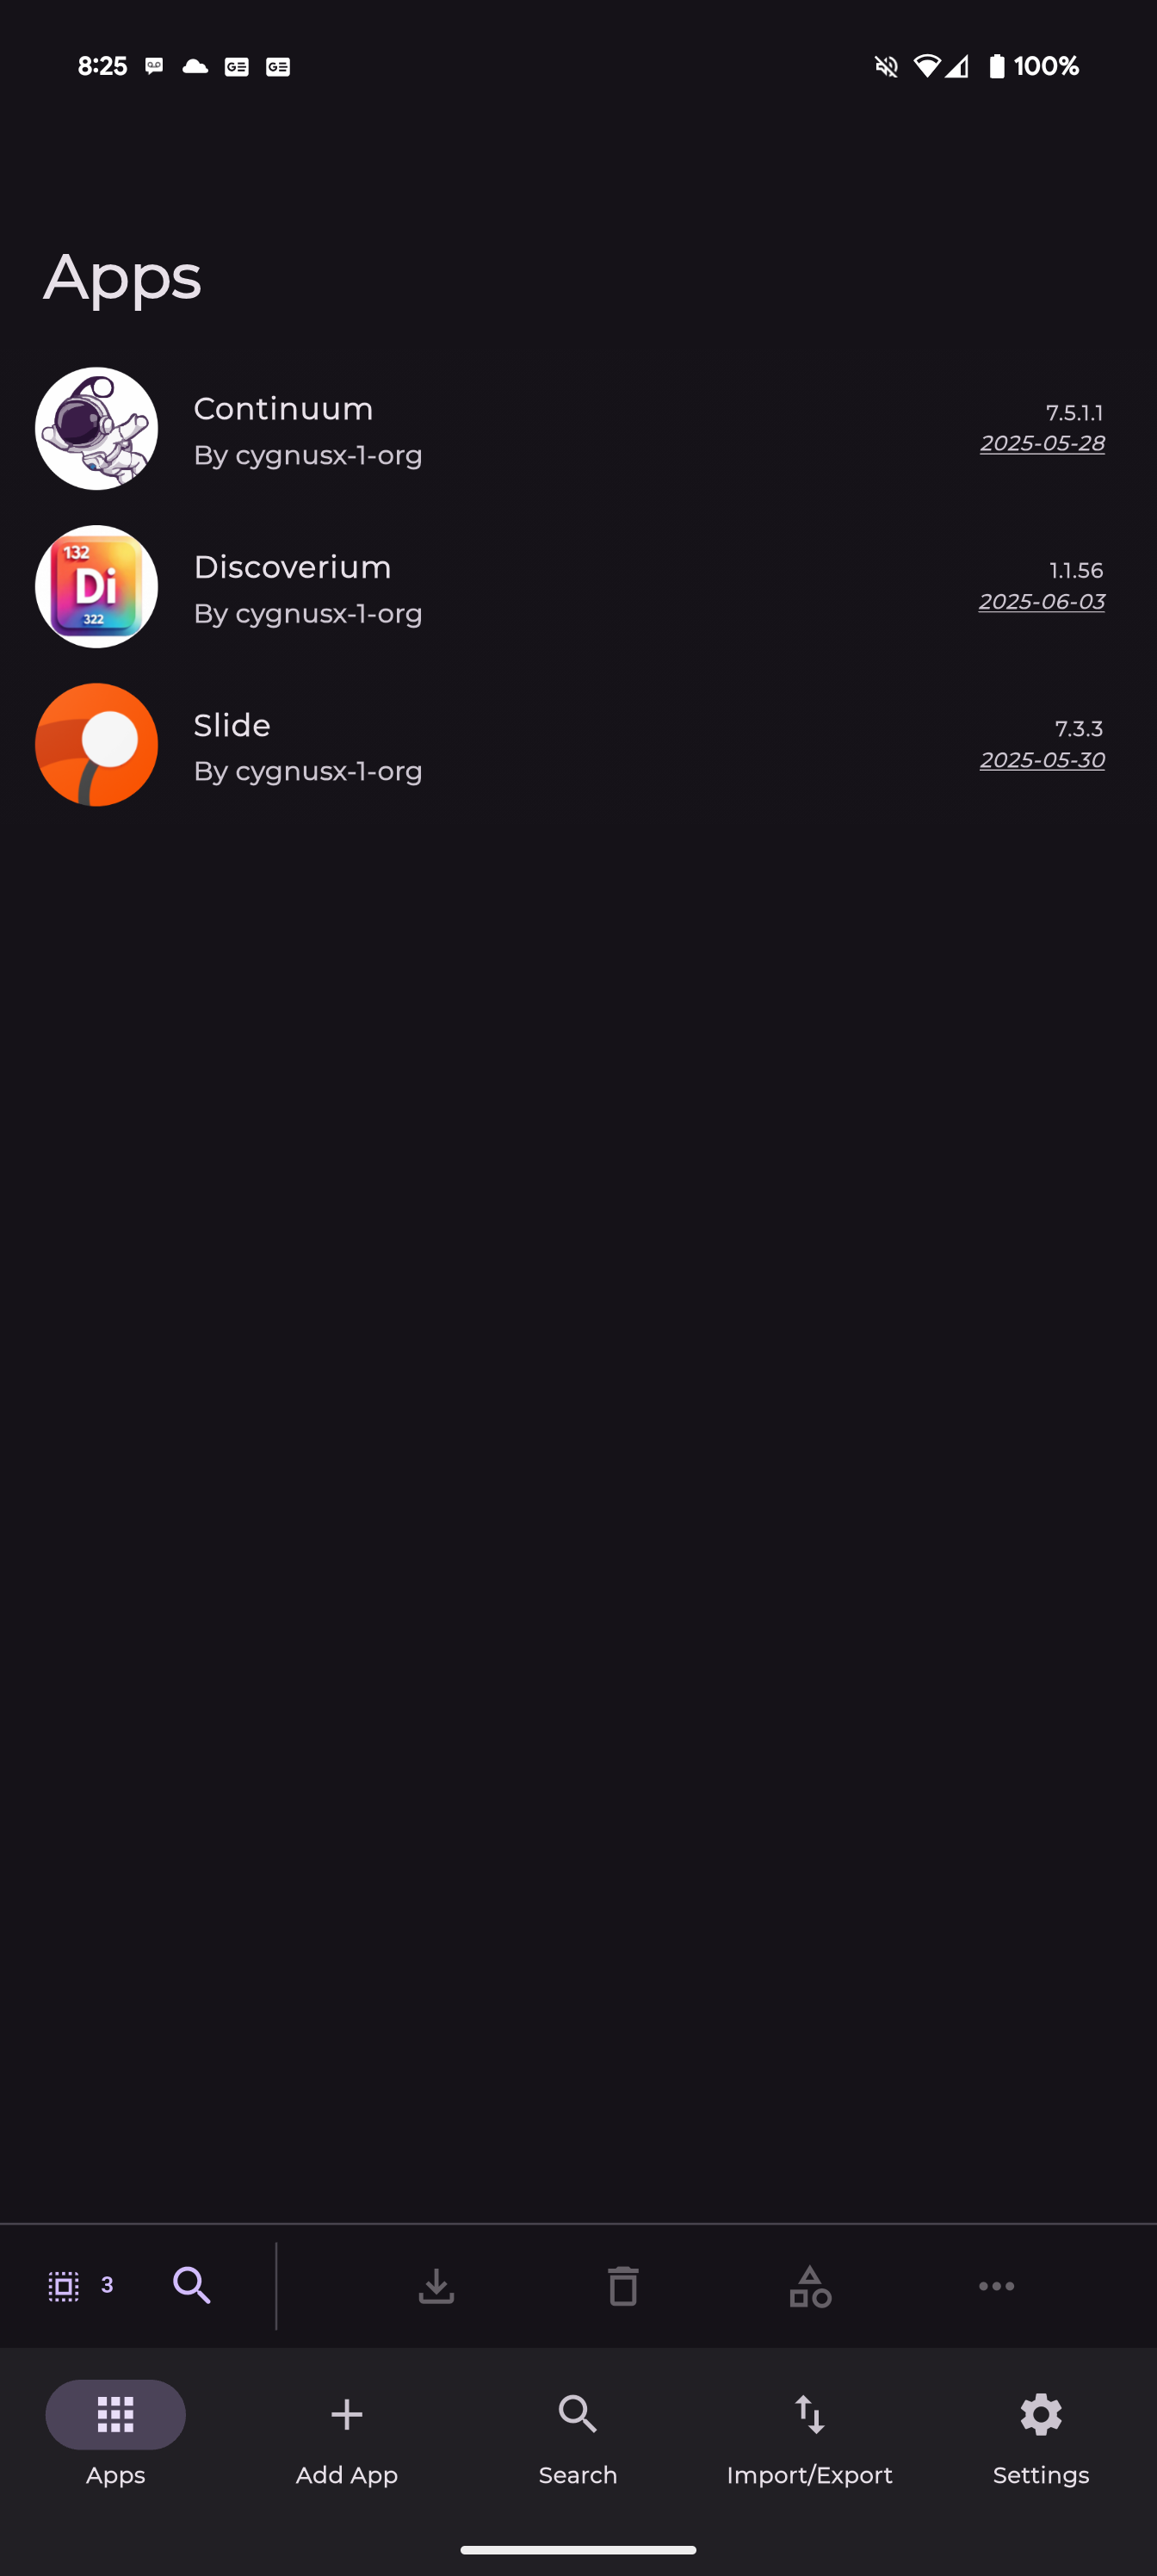 8:25
100%
Apps
Continuum
7.5.1.1
By cygnusx-1-org
2025-05-28
132
Di
322
Discoverium
1.1.56
By cygnusx-1-org
2025-06-03
Slide
7.3.3
By cygnusx-1-org
2025-05-30
3
Apps
Add App
Search
Import/Export
Settings